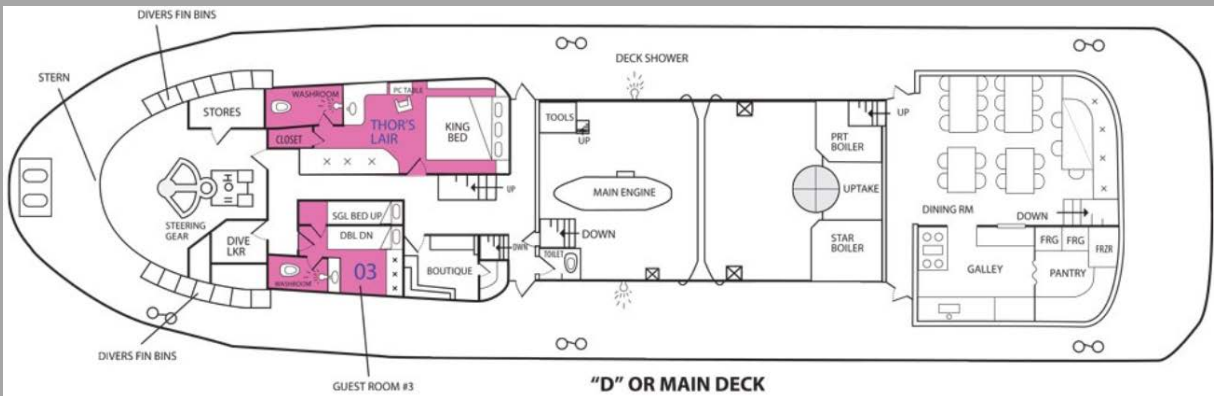 DIVERS FIN BINS
STERN
DECK SHOWER
STORES
WASHROOM
PC TABLE
THOR'S
LAIR
KING
BED
CLOSET
TOOLS
UP
UP
UP
PRT
BOILER
MAIN ENGINE
UPTAKE
DINING RM
DOWN
STEERING
GEAR
DIVE
LKR
SGL BED UP
DBL DN
03
WASHROOM
BOUTIQUE
DOWN
TOILET
DOWN
STAR
BOILER
GALLEY
FRG
FRG
FRZR
PANTRY
DIVERS FIN BINS
GUEST ROOM #3
"D" OR MAIN DECK